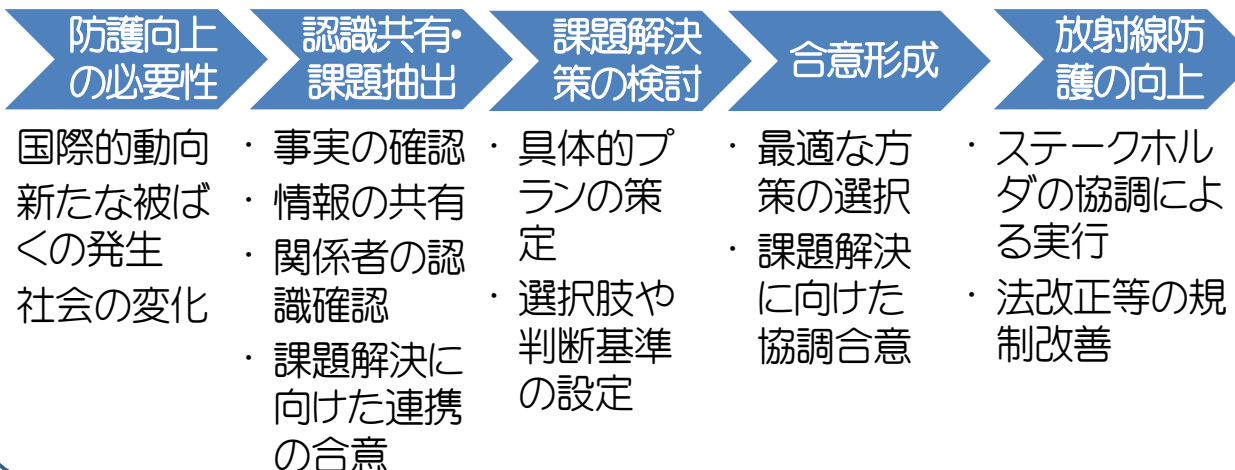 防護向上
の必要性
国際的動向
新たな被ば
くの発生
社会の変化
認識共有・
課題抽出
・ 事実の確認
・ 情報の共有
・ 関係者の認
識確認
・ 課題解決に
向けた連携
の合意
課題解決
策の検討
・ 具体的プ
ランの策
定
・ 選択肢や
判断基準
の設定
合意形成
・ 最適な方
策の選択
・ 課題解決
に向けた
協調合意
放射線防
護の向上
・ ステークホル
ダの協調によ
る実行
・ 法改正等の規
制改善